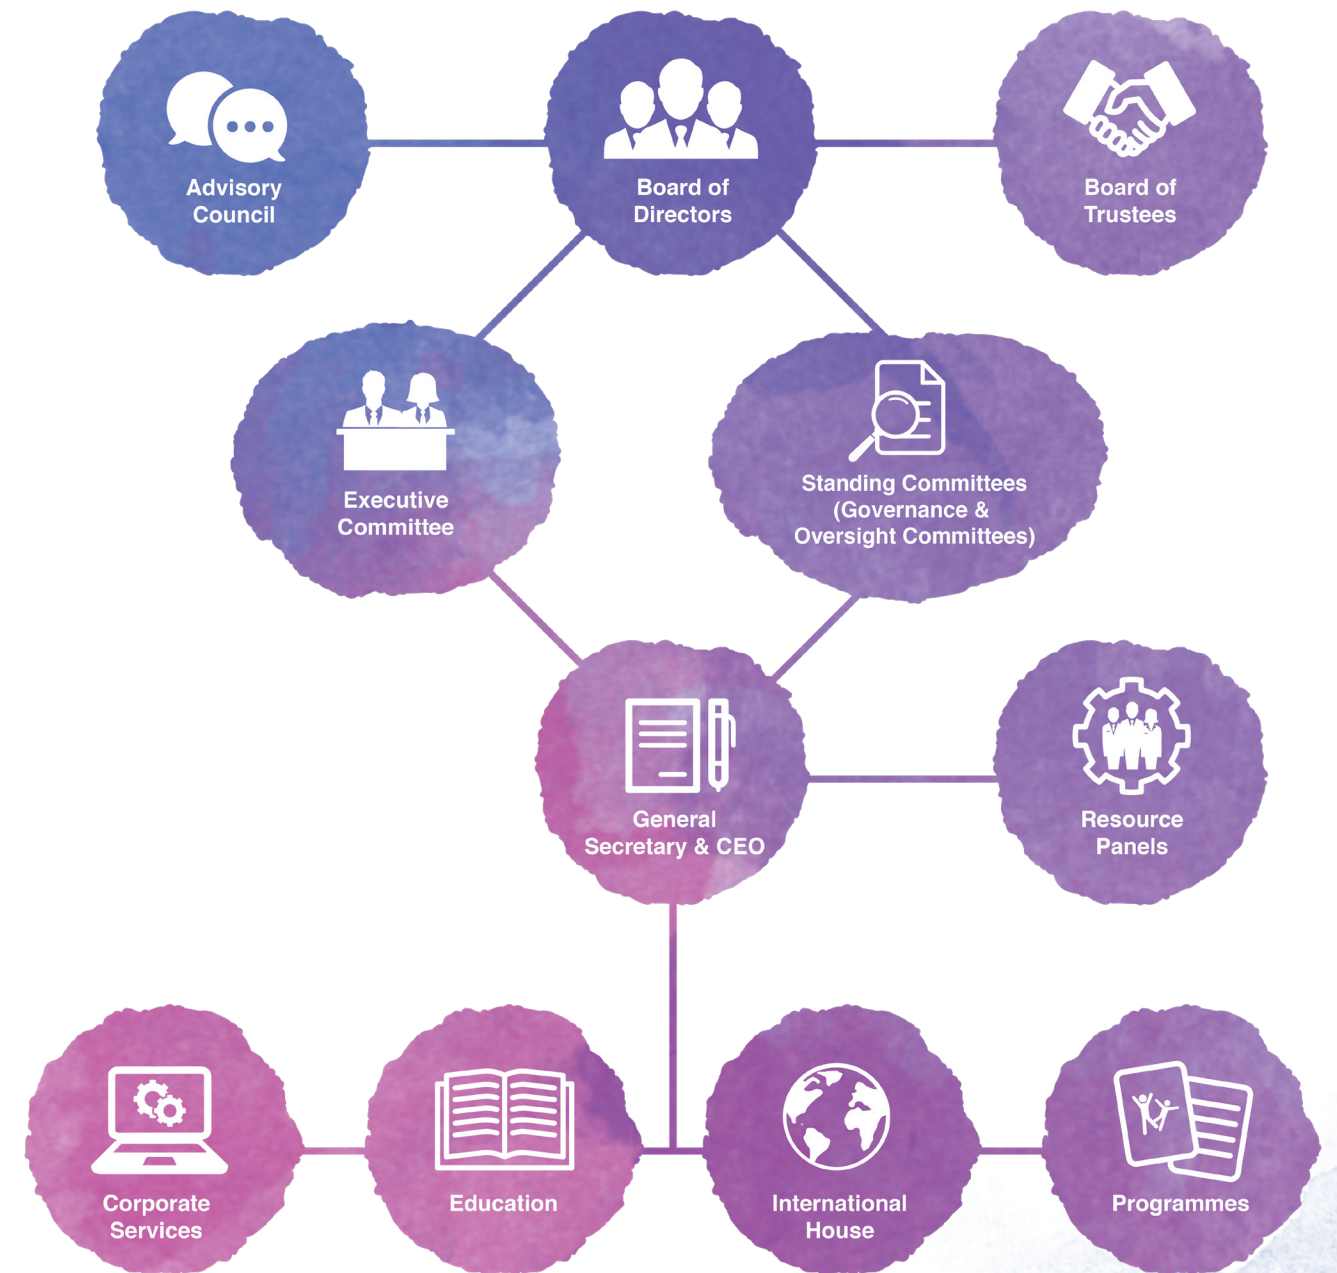 Advisory
Council
Board of
Directors
Board of
Trustees
Executive
Committee
Standing Committees
(Governance &
Oversight Committees)
General
Secretary & CEO
Resource
Panels
Corporate
Services
Education
International
House
Programmes